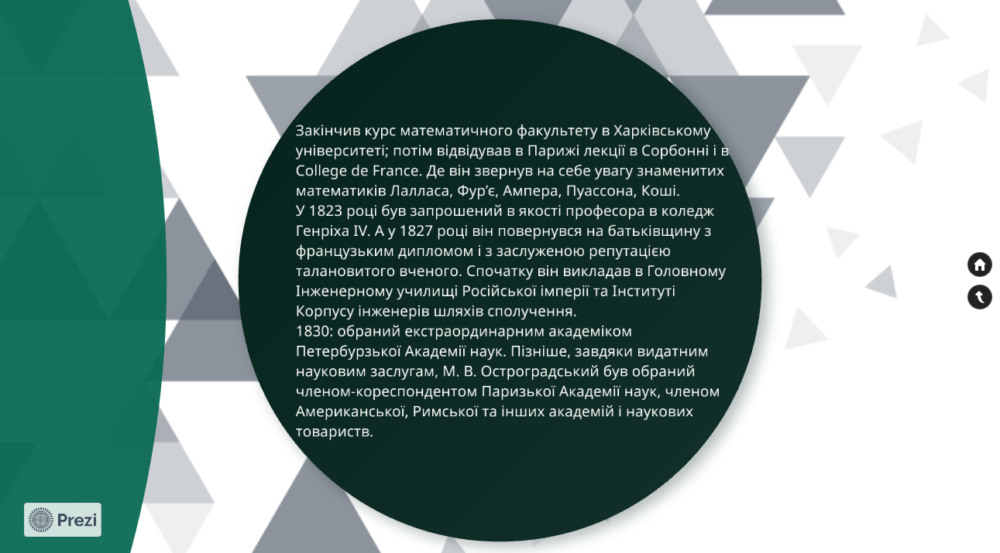 Закінчив курс математичного факультету в Харківському
університеті; потім відвідував в Парижі лекції в Сорбонні і в
College de France. Де він звернув на себе увагу знаменитих
математиків Лалласа, Фур’є, Ампера, Пуассона, Коші.
У 1823 році був запрошений в якості професора в коледж
Генріха IV. А у 1827 році він повернувся на батьківщину з
французьким дипломом і з заслуженою репутацією
талановитого вченого. Спочатку він викладав в Головному
Інженерному училищі Російської імперії та Інституті
Корпусу інженерів шляхів сполучення.
1830: обраний екстраординарним академіком
Петербурзької Академії наук. Пізніше, завдяки видатним
науковим заслугам, М. В. Остроградський був обраний
членом-кореспондентом Паризької Академії наук, членом
Американської, Римської та інших академій і наукових
товариств.
Prezi